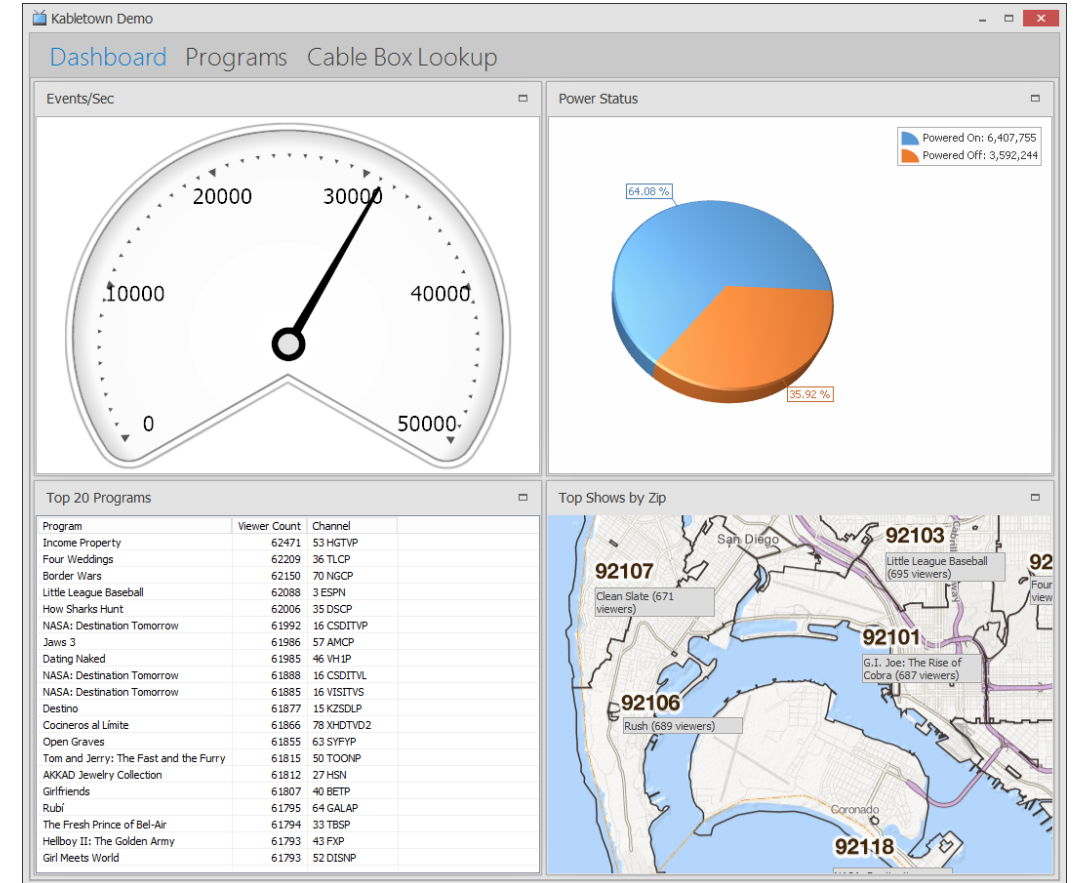 Kabletown Demo
Dashboard Programs Cable Box Lookup
Events/Sec
20000
30000
10000
40000
0
50000
Power Status
Powered On: 6,407,755
Powered Off: 3,592,244
64.08 %
35.92 %
Top 20 Programs
Program Viewer Count Channel
Income Property 62471 53 HGTVP
Four Weddings 62209 36 TLCP
Border Wars 62150 70 NGCP
Little League Baseball 62088 3 ESPN
How Sharks Hunt 62006 35 DSCP
NASA: Destination Tomorrow 61992 16 CSDITVP
Jaws 3 61986 57 AMCP
Dating Naked 61985 46 VH1P
NASA: Destination Tomorrow 61888 16 CSDITVL
NASA: Destination Tomorrow 61885 16 VISITVS
Destino 61877 15 KZSDLP
Cocineros al Límite 61866 78 XHDTVD2
Open Graves 61855 63 SYFYP
Tom and Jerry: The Fast and the Furry 61815 50 TOONP
AKKAD Jewelry Collection 61812 27 HSN
Girlfriends 61807 40 BETP
Rubí 61795 64 GALAP
The Fresh Prince of Bel-Air 61794 33 TBSP
Hellboy II: The Golden Army 61793 43 FXP
Girl Meets World 61793 52 DISNP
Top Shows by Zip
San Diego
92103
Little League Baseball
(695 viewers)
92
Four
view
92107
Clean Slate (671
viewers)
92101
G.I. Joe: The Rise of
Cobra (687 viewers)
92106
Rush (689 viewers)
Coronado
92118